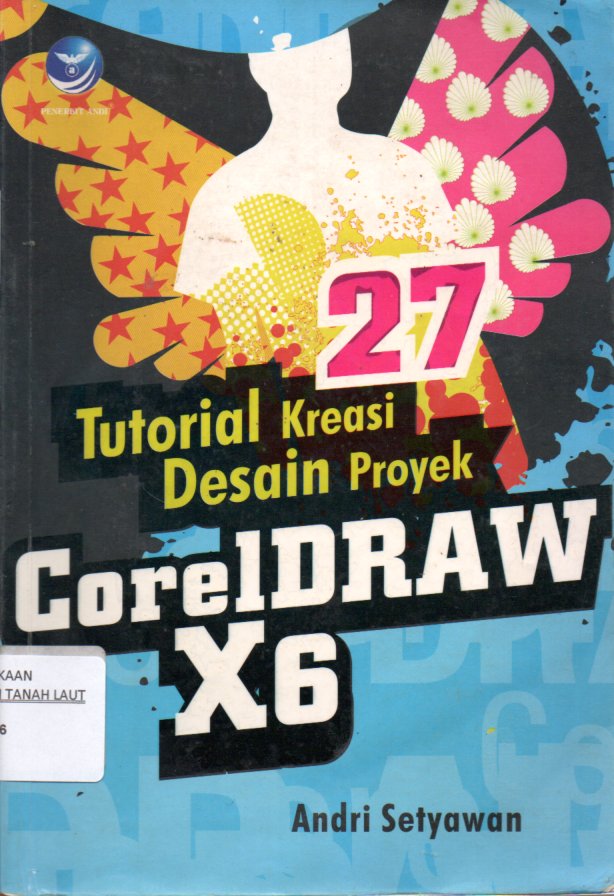 a
PENERBIT ANDI
27
Tutorial Kreasi
Desain Proyek
CorelDRAW
X6
KAAN
TANAH LAUT
6
Andri Setyawan